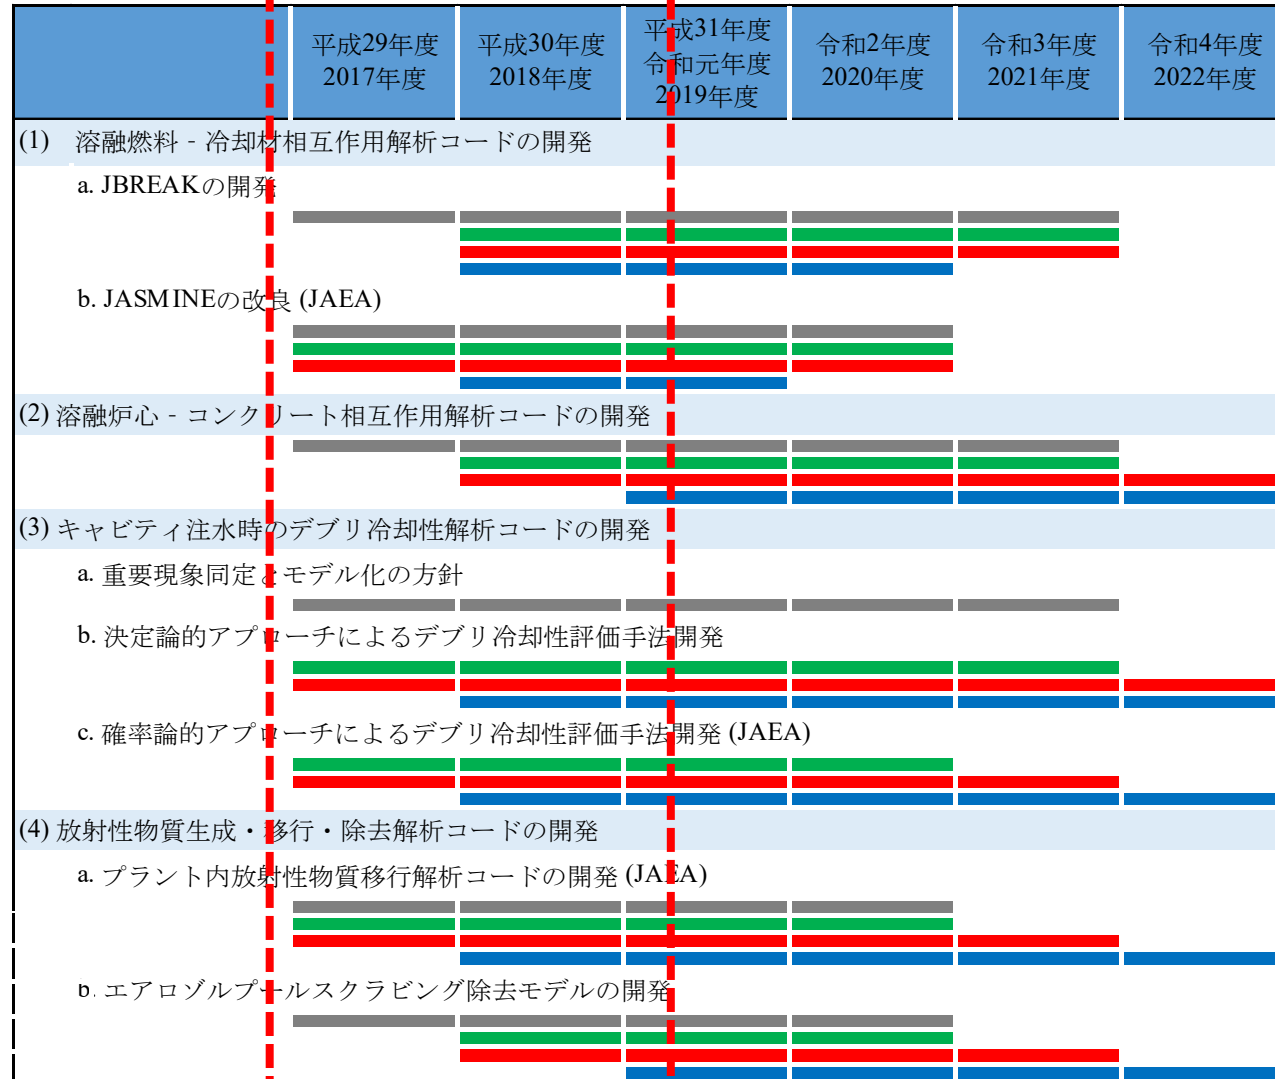 平成29年度
2017年度
平成30年度
2018年度
平成31年度
令和元年度
2019年度
令和2年度
2020年度
令和3年度
2021年度
令和4年度
2022年度
(1) 溶融燃料‐冷却材相互作用解析コードの開発
a. JBREAKの開発
b. JASMINEの改良 (JAEA)
(2) 溶融炉心‐コンクリート相互作用解析コードの開発
(3) キャビティ注水時のデブリ冷却性解析コードの開発
a. 重要現象同定とモデル化の方針
b. 決定論的アプローチによるデブリ冷却性評価手法開発
c. 確率論的アプローチによるデブリ冷却性評価手法開発 (JAEA)
(4) 放射性物質生成・移行・除去解析コードの開発
a. プラント内放射性物質移行解析コードの開発 (JAEA)
b. エアロゾルプールスクラビング除去モデルの開発